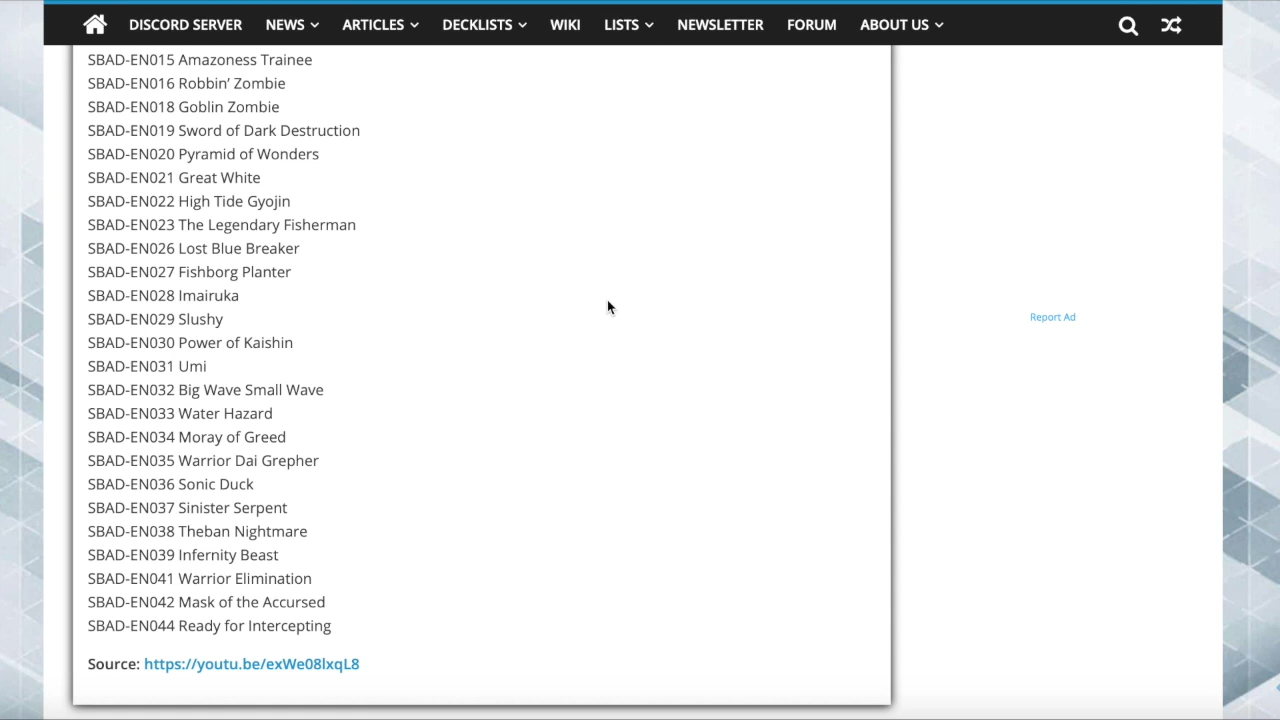 DISCORD SERVER NEWS ARTICLES DECKLISTS WIKI LISTS NEWSLETTER FORUM ABOUT US
SBAD-EN015 Amazoness Trainee
SBAD-EN016 Robbin’ Zombie
SBAD-EN018 Goblin Zombie
SBAD-EN019 Sword of Dark Destruction
SBAD-EN020 Pyramid of Wonders
SBAD-EN021 Great White
SBAD-EN022 High Tide Gyojin
SBAD-EN023 The Legendary Fisherman
SBAD-EN026 Lost Blue Breaker
SBAD-EN027 Fishborg Planter
SBAD-EN028 Imairuka
SBAD-EN029 Slushy
SBAD-EN030 Power of Kaishin
SBAD-EN031 Umi
SBAD-EN032 Big Wave Small Wave
SBAD-EN033 Water Hazard
SBAD-EN034 Moray of Greed
SBAD-EN035 Warrior Dai Grepher
SBAD-EN036 Sonic Duck
SBAD-EN037 Sinister Serpent
SBAD-EN038 Theban Nightmare
SBAD-EN039 Infernity Beast
SBAD-EN041 Warrior Elimination
SBAD-EN042 Mask of the Accursed
SBAD-EN044 Ready for Intercepting
Source: https://youtu.be/exWe08lxqL8
Report Ad